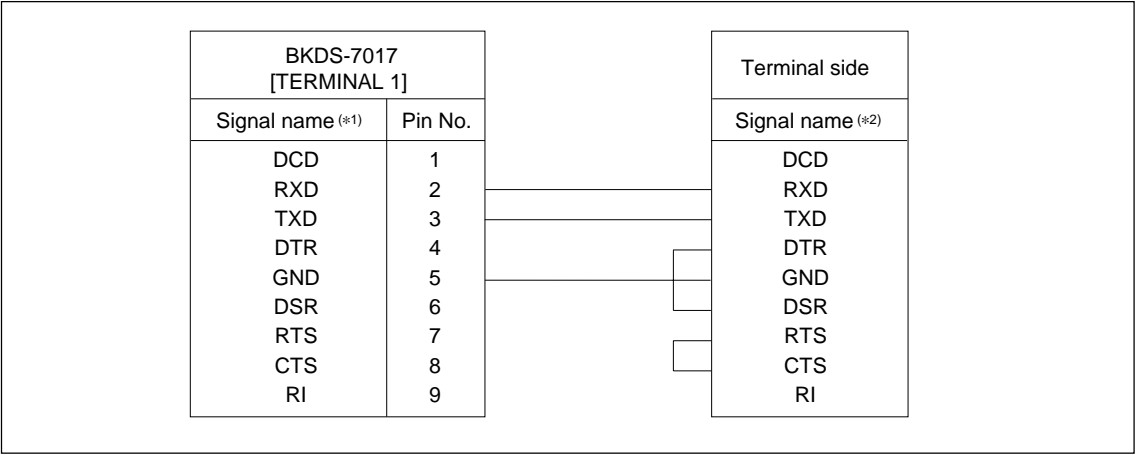 BKDS-7017
[TERMINAL 1]
Terminal side
Signal name (*1) Pin No.
Signal name (*2)
DCD 1 DCD
RXD 2 RXD
TXD 3 TXD
DTR 4 DTR
GND 5 GND
DSR 6 DSR
RTS 7 RTS
CTS 8 CTS
RI 9 RI